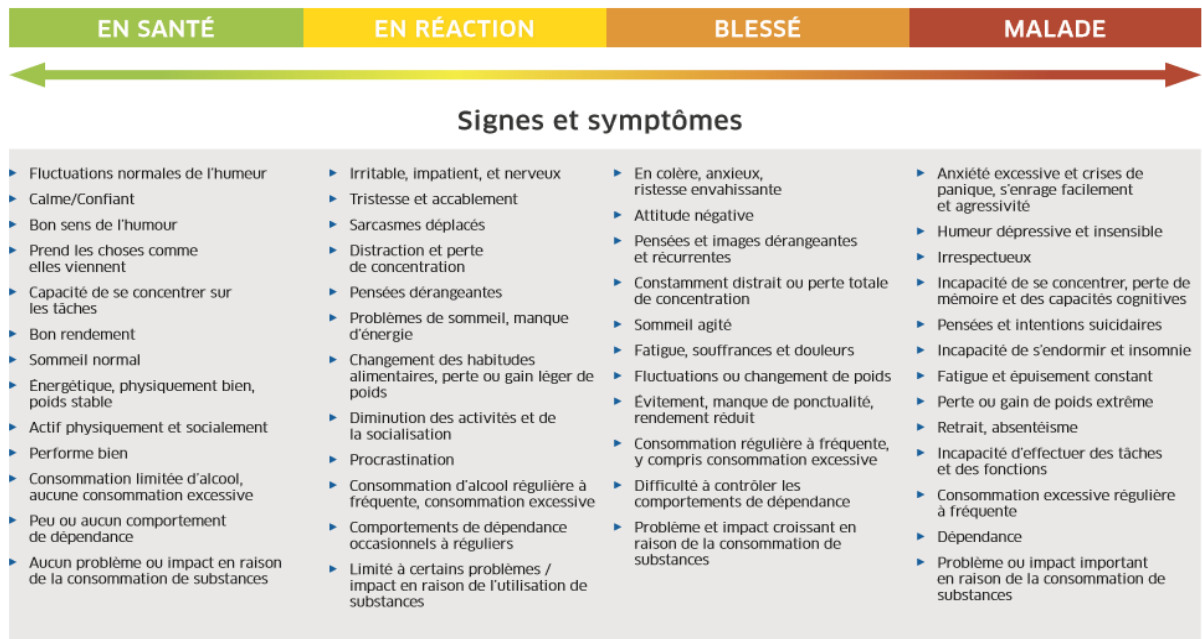 EN SANTÉ
EN RÉACTION
BLESSÉ
MALADE
Signes et symptômes
Fluctuations normales de l'humeur
Calme/Confiant
Bon sens de l'humour
Prend les choses comme
elles viennent
Capacité de se concentrer sur
les tâches
Bon rendement
Sommeil normal
Énergétique, physiquement bien,
poids stable
Actif physiquement et socialement
Performe bien
Consommation limitée d'alcool,
aucune consommation excessive
Peu ou aucun comportement
de dépendance
Aucun problème ou impact en raison
de la consommation de substances
Irritable, impatient, et nerveux
Tristesse et accablement
Sarcasmes déplacés
Distraction et perte
de concentration
Pensées dérangeantes
Problèmes de sommeil, manque
d'énergie
Changement des habitudes
alimentaires, perte ou gain léger de
poids
Diminution des activités et de
la socialisation
Procrastination
Consommation d'alcool régulière à
fréquente, consommation excessive
Comportements de dépendance
occasionnels à réguliers
Limité à certains problèmes /
impact en raison de l'utilisation de
substances
En colère, anxieux,
ristesse envahissante
Attitude négative
Pensées et images dérangeantes
et récurrentes
Constamment distrait ou perte totale
de concentration
Sommeil agité
Fatigue, souffrances et douleurs
Fluctuations ou changement de poids
Évitement, manque de ponctualité,
rendement réduit
Consommation régulière à fréquente,
y compris consommation excessive
Difficulté à contrôler les
comportements de dépendance
Problème et impact croissant en
raison de la consommation de
substances
Anxiété excessive et crises de
panique, s'enrage facilement
et agressivité
Humeur dépressive et insensible
Irrespectueux
Incapacité de se concentrer, perte de
mémoire et des capacités cognitives
Pensées et intentions suicidaires
Incapacité de s'endormir et insomnie
Fatigue et épuisement constant
Perte ou gain de poids extrême
Retrait, absentéisme
Incapacité d'effectuer des tâches
et des fonctions
Consommation excessive régulière
à fréquente
Dépendance
Problème ou impact important
en raison de la consommation de
substances